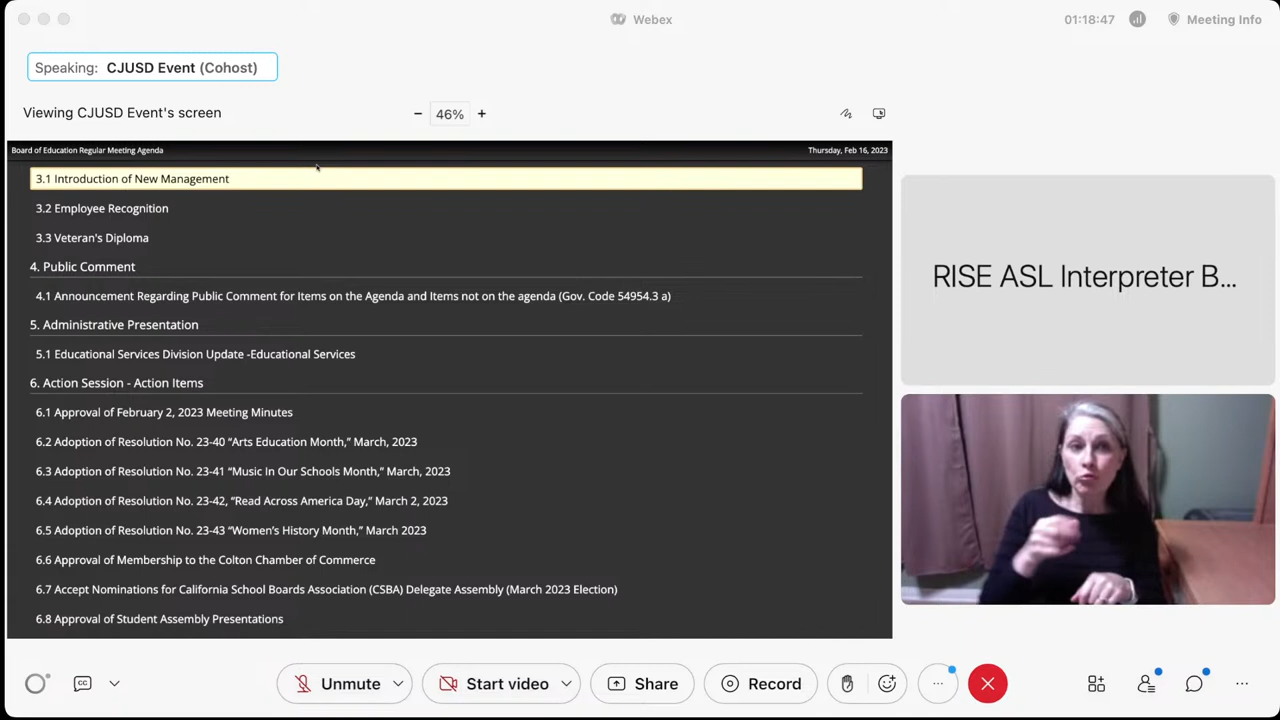 Webex
01:18:47
Meeting Info
Speaking: CJUSD Event (Cohost)
Viewing CJUSD Event's screen
− 46% +
Board of Education Regular Meeting Agenda
Thursday, Feb 16, 2023
3.1 Introduction of New Management
3.2 Employee Recognition
3.3 Veteran's Diploma
4. Public Comment
4.1 Announcement Regarding Public Comment for Items on the Agenda and Items not on the agenda (Gov. Code 54954.3 a)
5. Administrative Presentation
5.1 Educational Services Division Update -Educational Services
6. Action Session - Action Items
6.1 Approval of February 2, 2023 Meeting Minutes
6.2 Adoption of Resolution No. 23-40 “Arts Education Month,” March, 2023
6.3 Adoption of Resolution No. 23-41 “Music In Our Schools Month,” March, 2023
6.4 Adoption of Resolution No. 23-42, “Read Across America Day,” March 2, 2023
6.5 Adoption of Resolution No. 23-43 “Women’s History Month,” March 2023
6.6 Approval of Membership to the Colton Chamber of Commerce
6.7 Accept Nominations for California School Boards Association (CSBA) Delegate Assembly (March 2023 Election)
6.8 Approval of Student Assembly Presentations
RISE ASL Interpreter B...
CC
Unmute
Start video
Share
Record